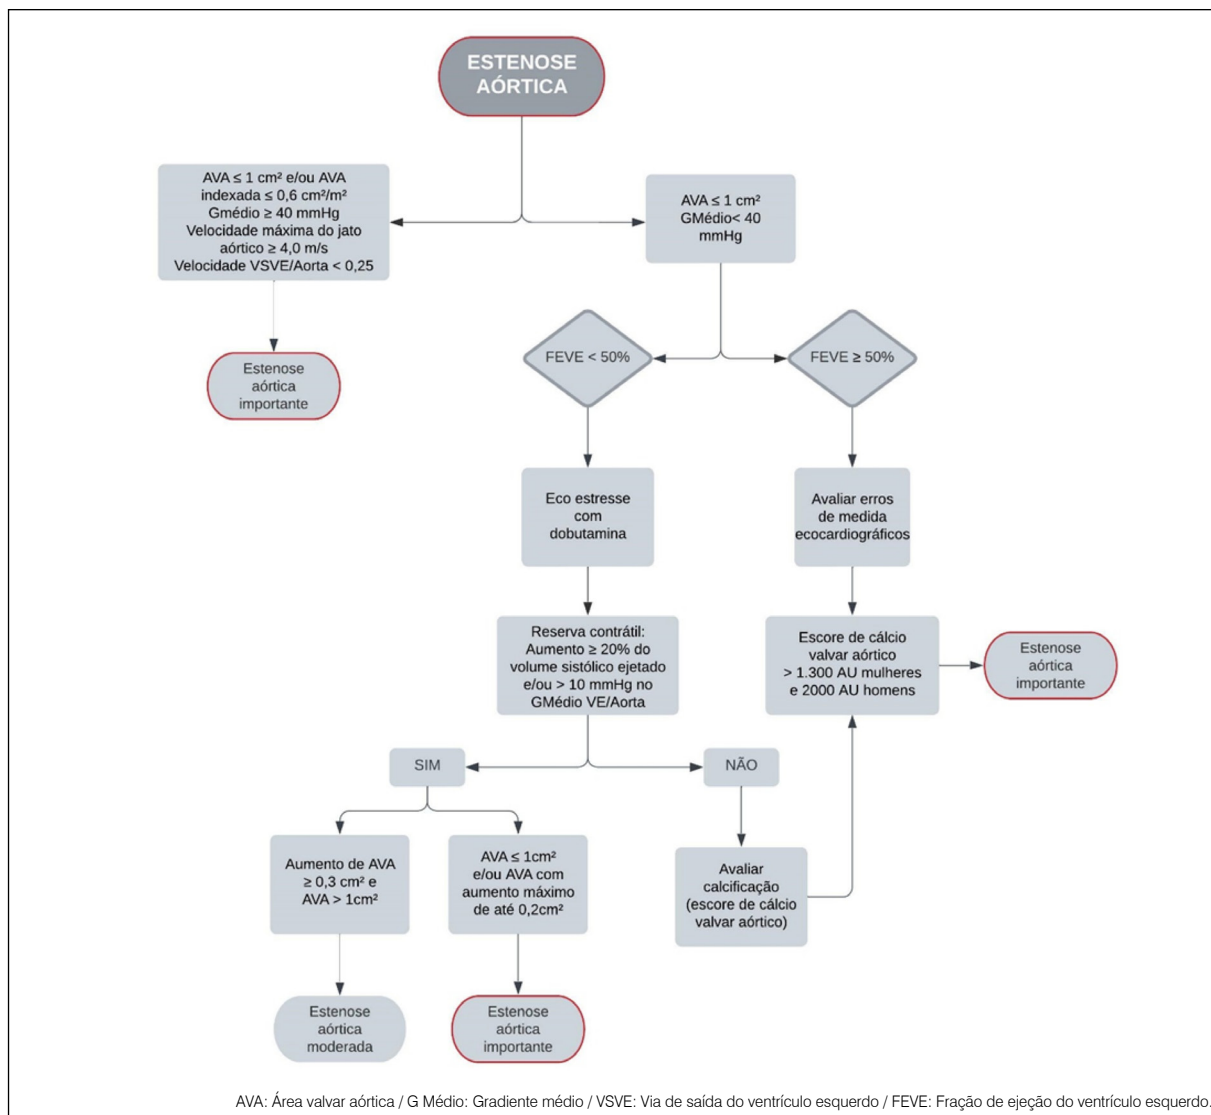 ESTENOSE
AÓRTICA
AVA ≤ 1 cm² e/ou AVA
indexada ≤ 0,6 cm²/m²
Gmédio ≥ 40 mmHg
Velocidade máxima do jato
aórtico ≥ 4,0 m/s
Velocidade VSVE/Aorta < 0,25
AVA ≤ 1 cm²
GMédio< 40
mmHg
Estenose
aórtica
importante
FEVE < 50%
FEVE ≥ 50%
Eco estresse
com
dobutamina
Avaliar erros
de medida
ecocardiográficos
Reserva contrátil:
Aumento ≥ 20% do
volume sistólico ejetado
e/ou > 10 mmHg no
GMédio VE/Aorta
Escore de cálcio
valvar aórtico
> 1.300 AU mulheres
e 2000 AU homens
Estenose
aórtica
importante
SIM
NÃO
Aumento de AVA
≥ 0,3 cm² e
AVA > 1cm²
AVA ≤ 1cm²
e/ou AVA com
aumento máximo
de até 0,2cm²
Avaliar
calcificação
(escore de cálcio
valvar aórtico)
Estenose
aórtica
moderada
Estenose
aórtica
importante
AVA: Área valvar aórtica / G Médio: Gradiente médio / VSVE: Via de saída do ventrículo esquerdo / FEVE: Fração de ejeção do ventrículo esquerdo.